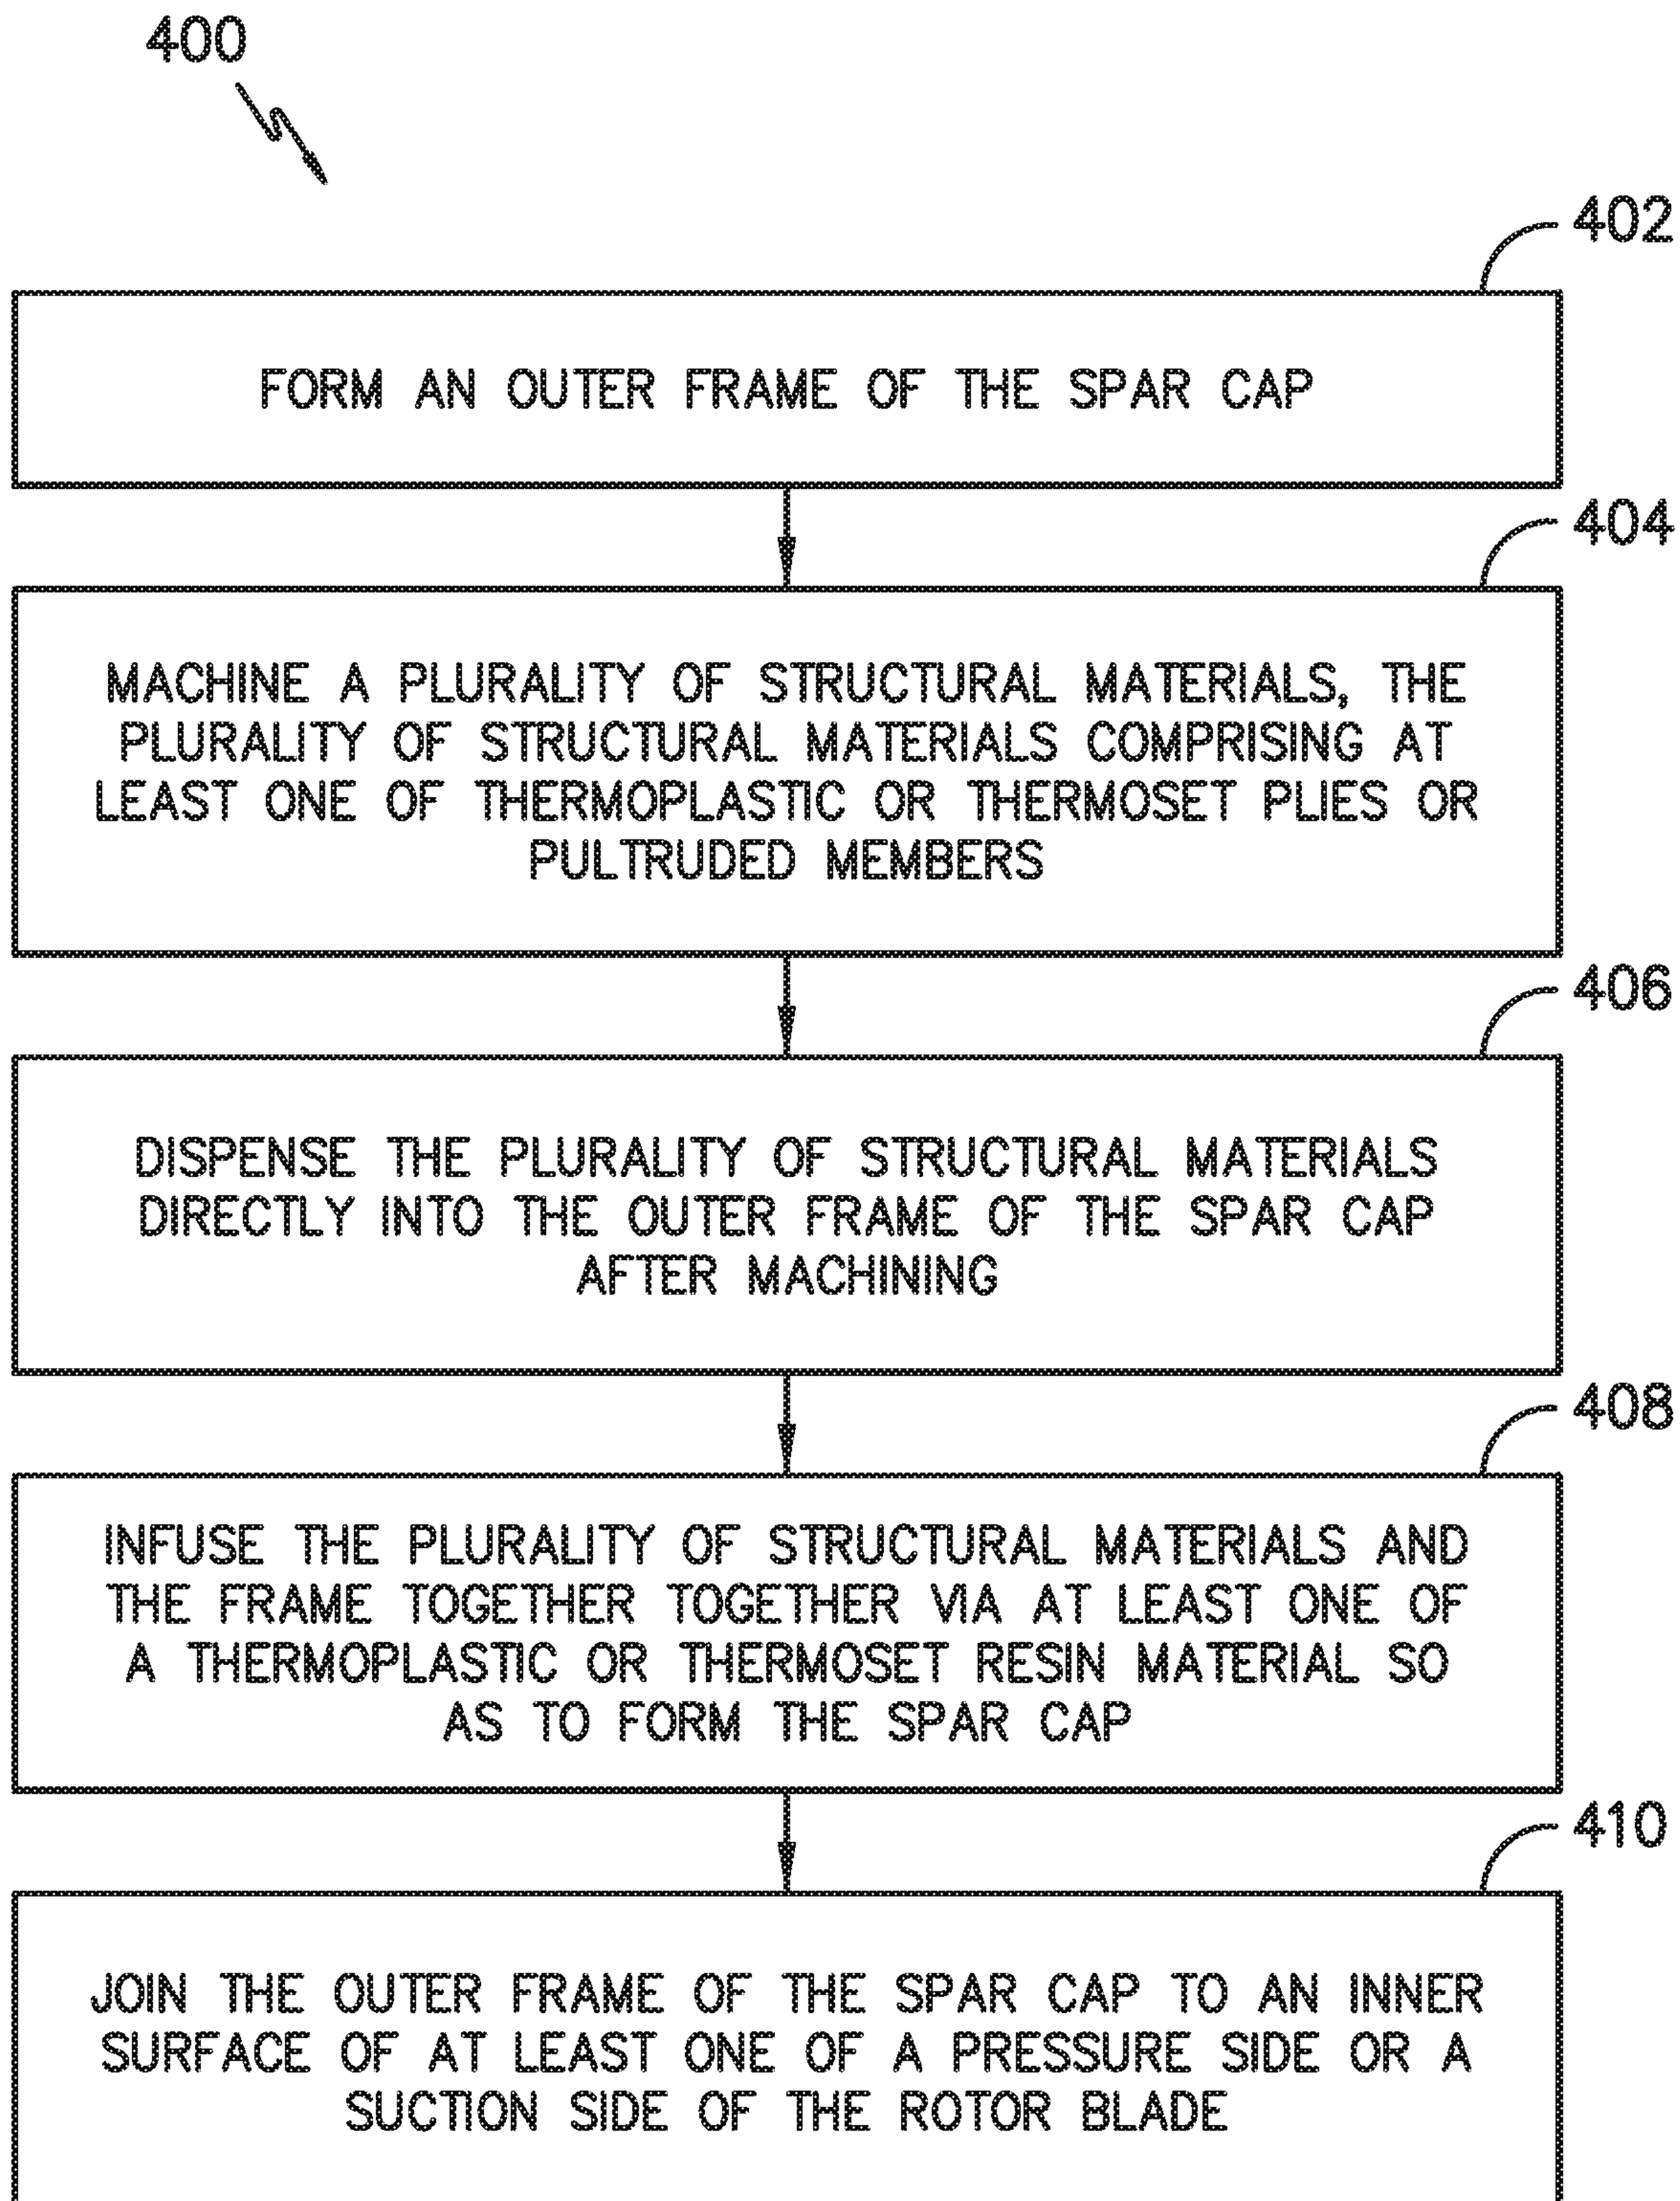 400
402
FORM AN OUTER FRAME OF THE SPAR CAP
404
MACHINE A PLURALITY OF STRUCTURAL MATERIALS, THE
PLURALITY OF STRUCTURAL MATERIALS COMPRISING AT
LEAST ONE OF THERMOPLASTIC OR THERMOSET PLIES OR
PULTRUDED MEMBERS
406
DISPENSE THE PLURALITY OF STRUCTURAL MATERIALS
DIRECTLY INTO THE OUTER FRAME OF THE SPAR CAP
AFTER MACHINING
408
INFUSE THE PLURALITY OF STRUCTURAL MATERIALS AND
THE FRAME TOGETHER TOGETHER VIA AT LEAST ONE OF
A THERMOPLASTIC OR THERMOSET RESIN MATERIAL SO
AS TO FORM THE SPAR CAP
410
JOIN THE OUTER FRAME OF THE SPAR CAP TO AN INNER
SURFACE OF AT LEAST ONE OF A PRESSURE SIDE OR A
SUCTION SIDE OF THE ROTOR BLADE